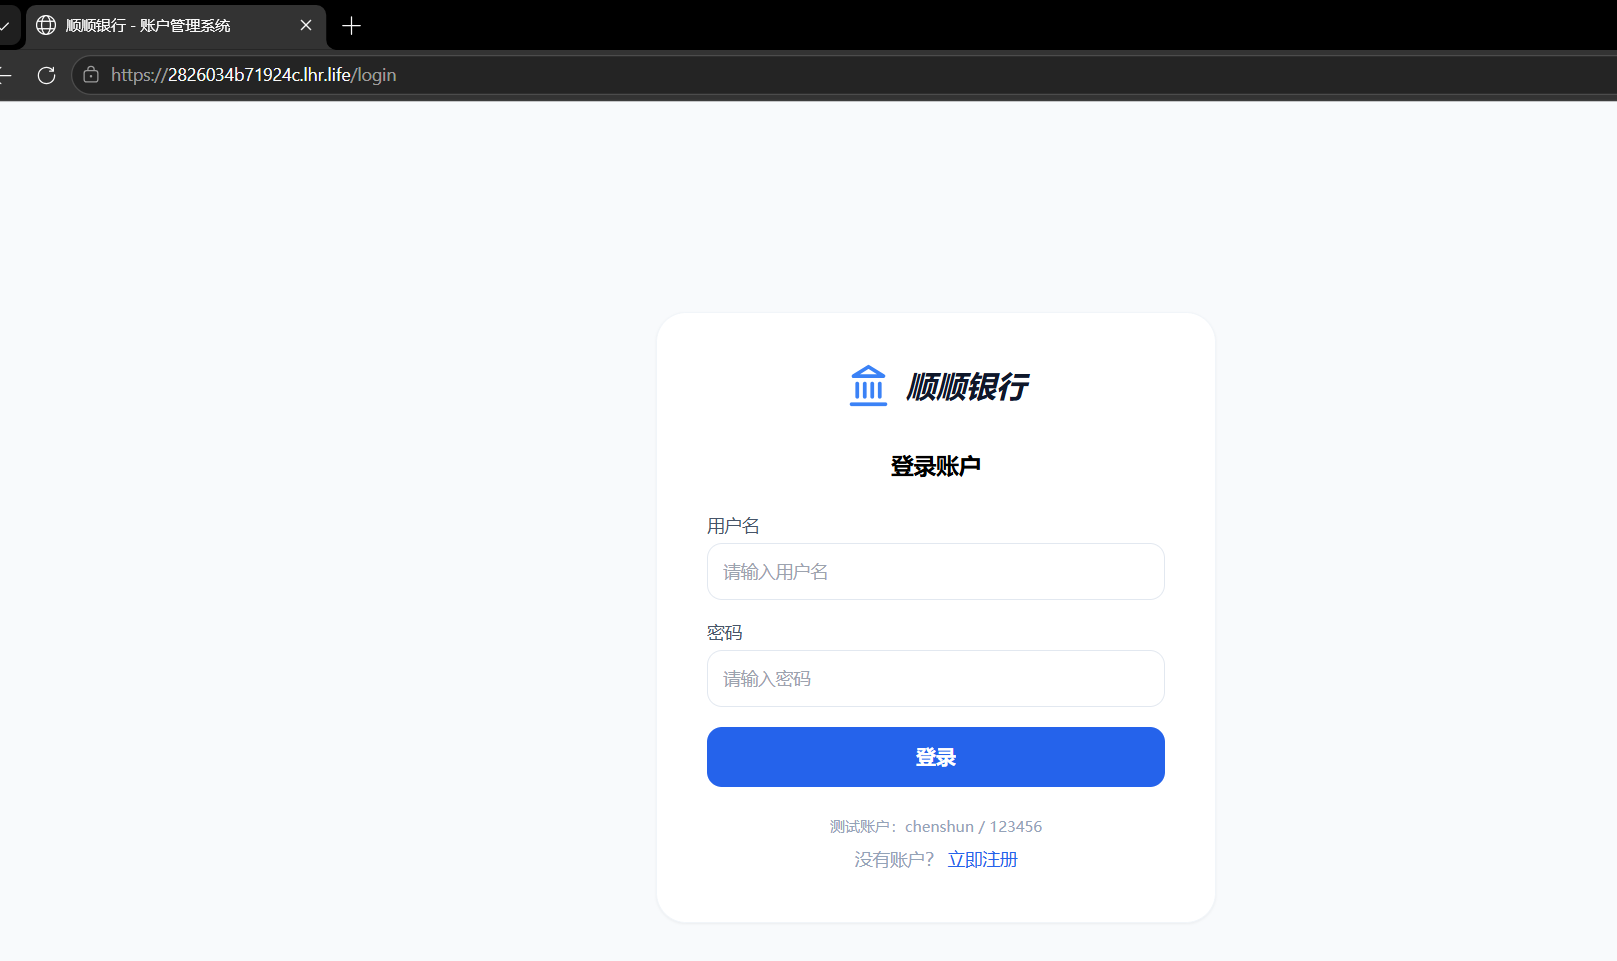 顺顺银行 - 账户管理系统
https://2826034b71924c.lhr.life/login
顺顺银行
登录账户
用户名
请输入用户名
密码
请输入密码
登录
测试账户：chenshun / 123456
没有账户？ 立即注册